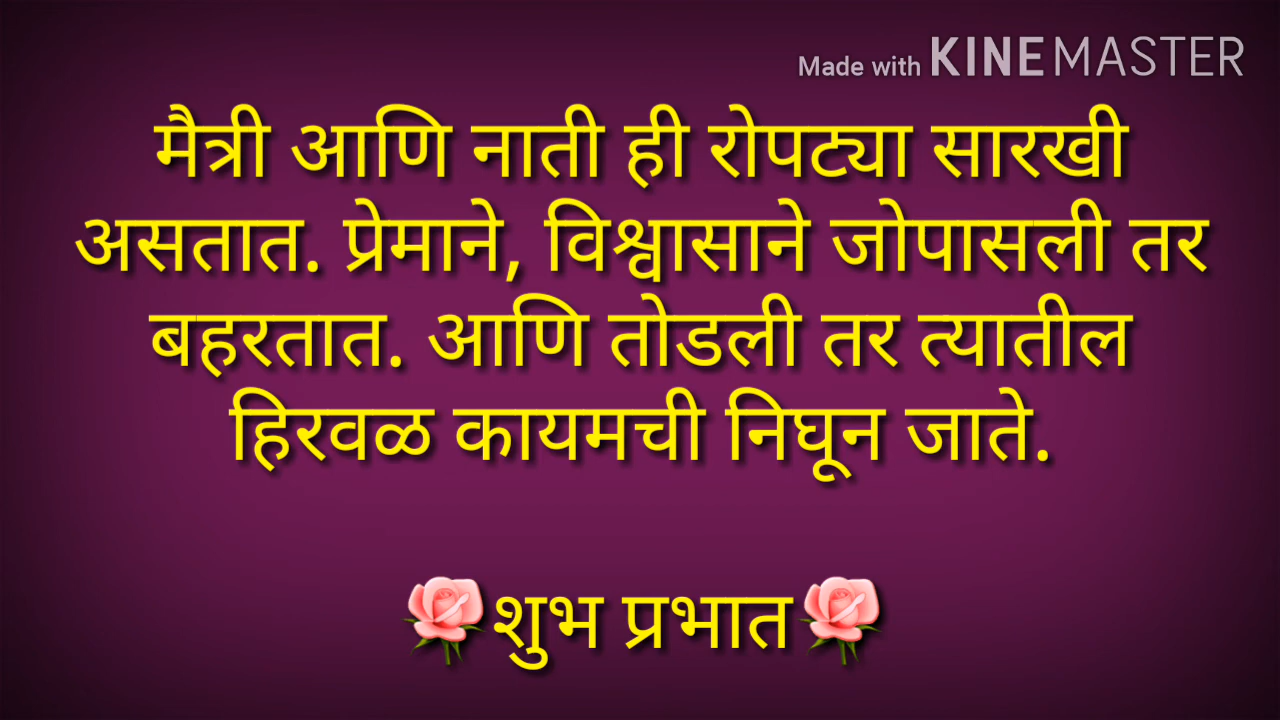 Made with KINEMASTER
मैत्री आणि नाती ही रोपट्या सारखी
असतात. प्रेमाने, विश्वासाने जोपासली तर
बहरतात. आणि तोडली तर त्यातील
हिरवळ कायमची निघून जाते.
🌹शुभ प्रभात🌹